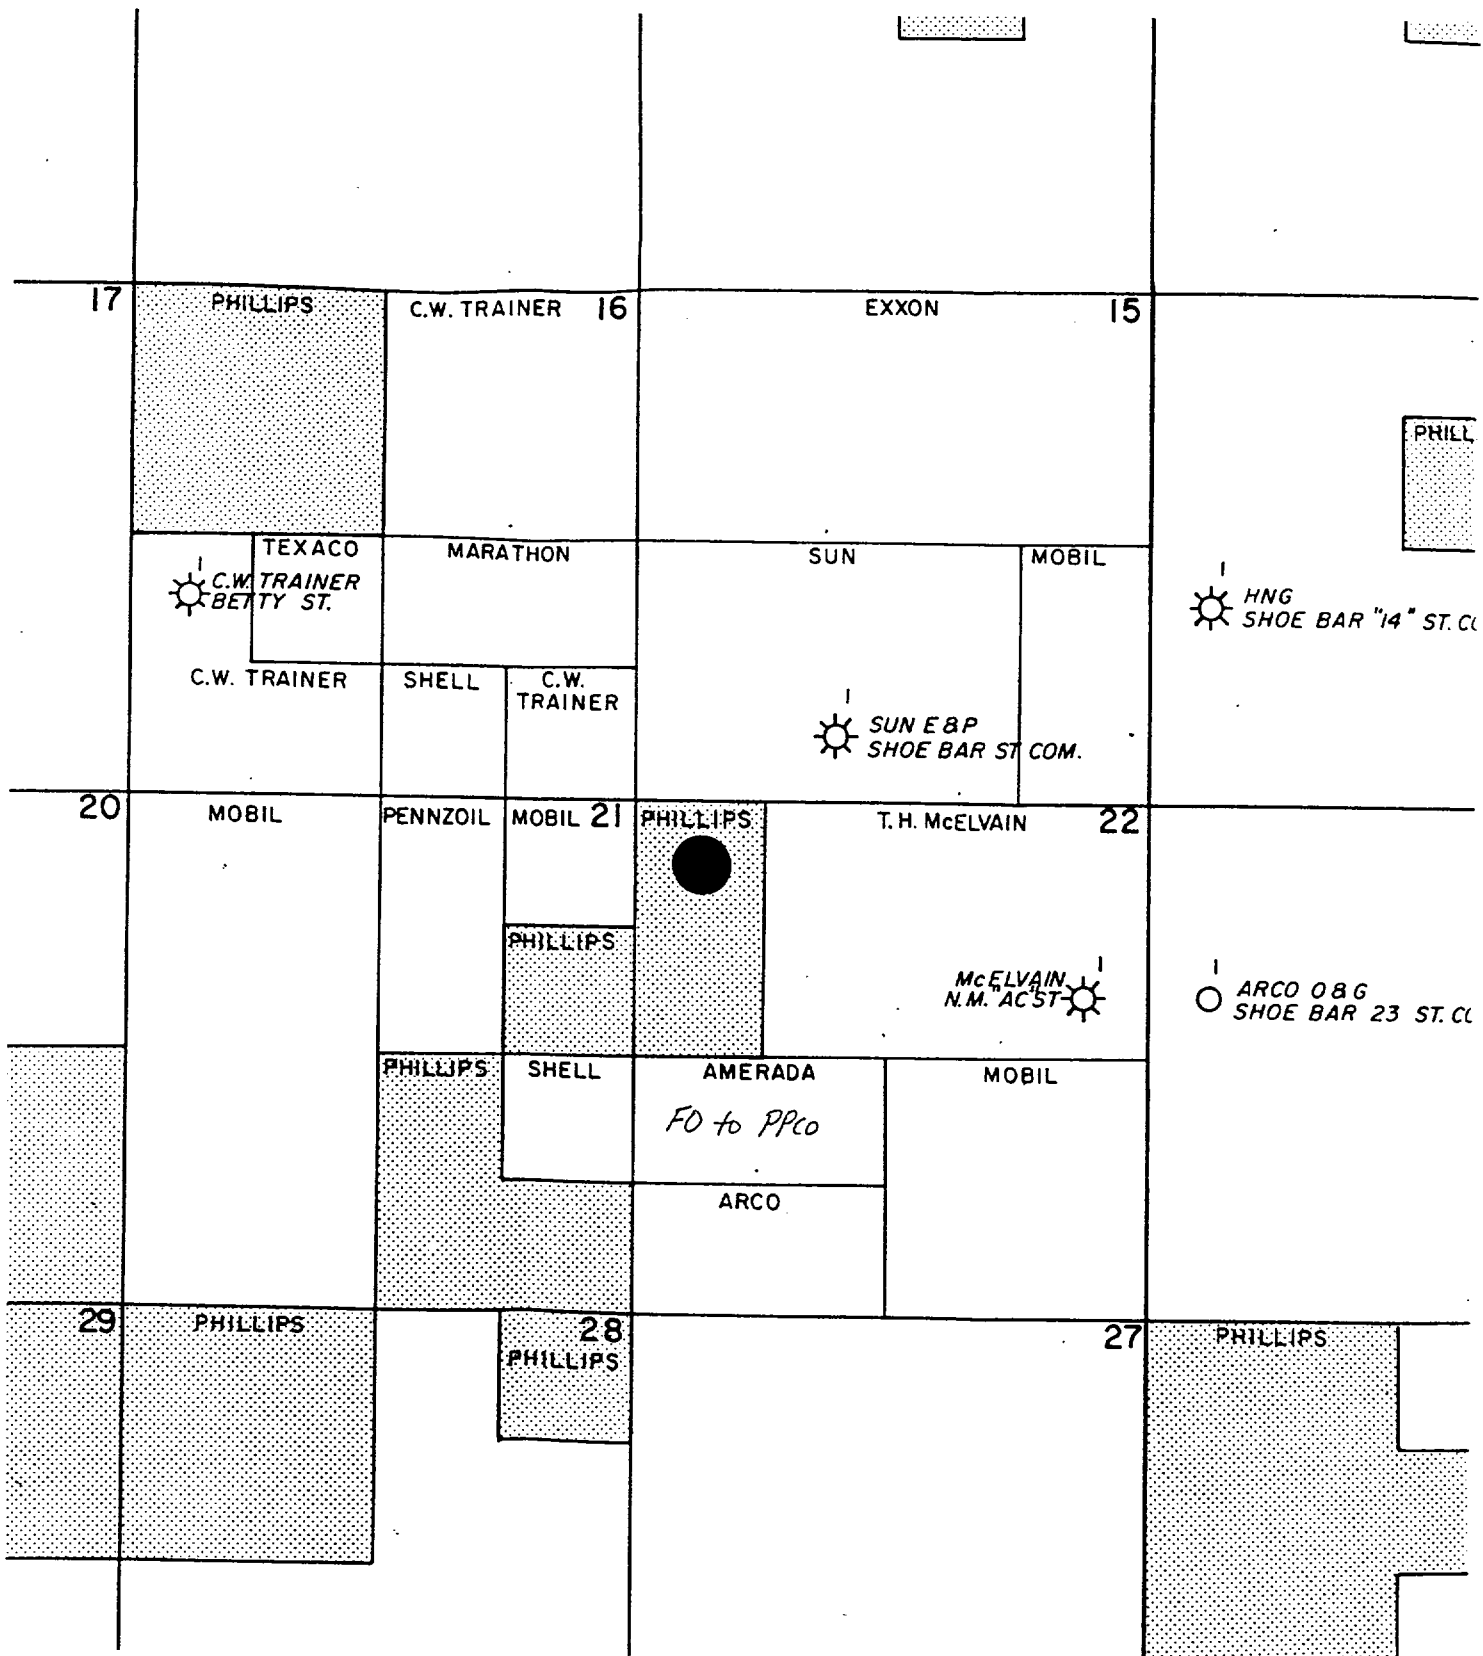 17
PHILLIPS
C.W. TRAINER
16
EXXON
15
PHILL
TEXACO
MARATHON
SUN
MOBIL
1
C.W. TRAINER
BETTY ST.
1
HNG
SHOE BAR "14" ST. CO
C.W. TRAINER
SHELL
C.W.
TRAINER
1
SUN E & P
SHOE BAR ST COM.
20
MOBIL
PENNZOIL
MOBIL
21
PHILLIPS
T. H. McELVAIN
22
PHILLIPS
1
McELVAIN
N.M. "AC" ST
1
ARCO O & G
SHOE BAR 23 ST. CO
PHILLIPS
SHELL
AMERADA
MOBIL
FO to PPCo
ARCO
29
PHILLIPS
28
PHILLIPS
27
PHILLIPS